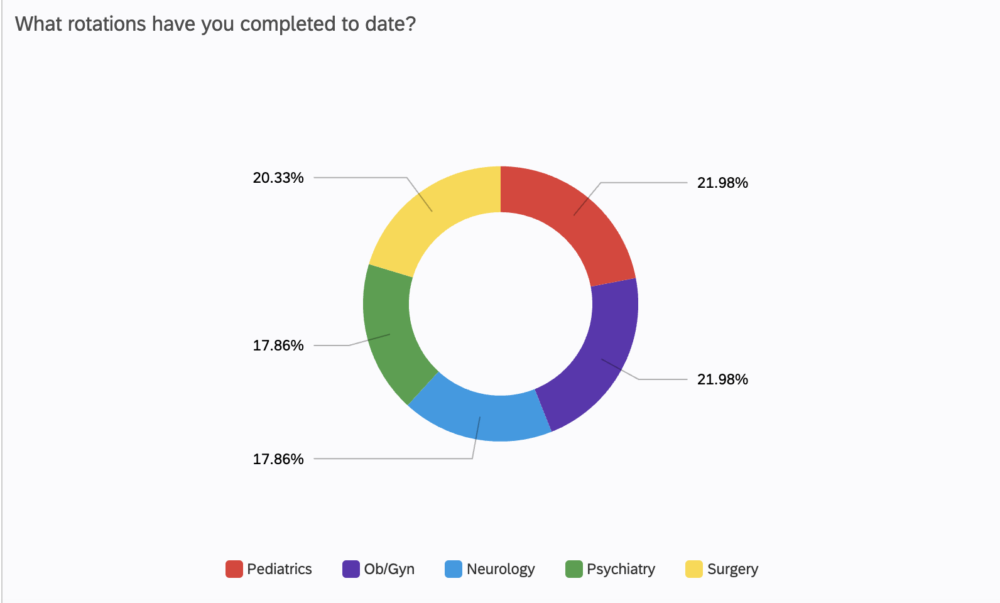 What rotations have you completed to date?
20.33%
21.98%
17.86%
21.98%
17.86%
Pediatrics Ob/Gyn Neurology Psychiatry Surgery